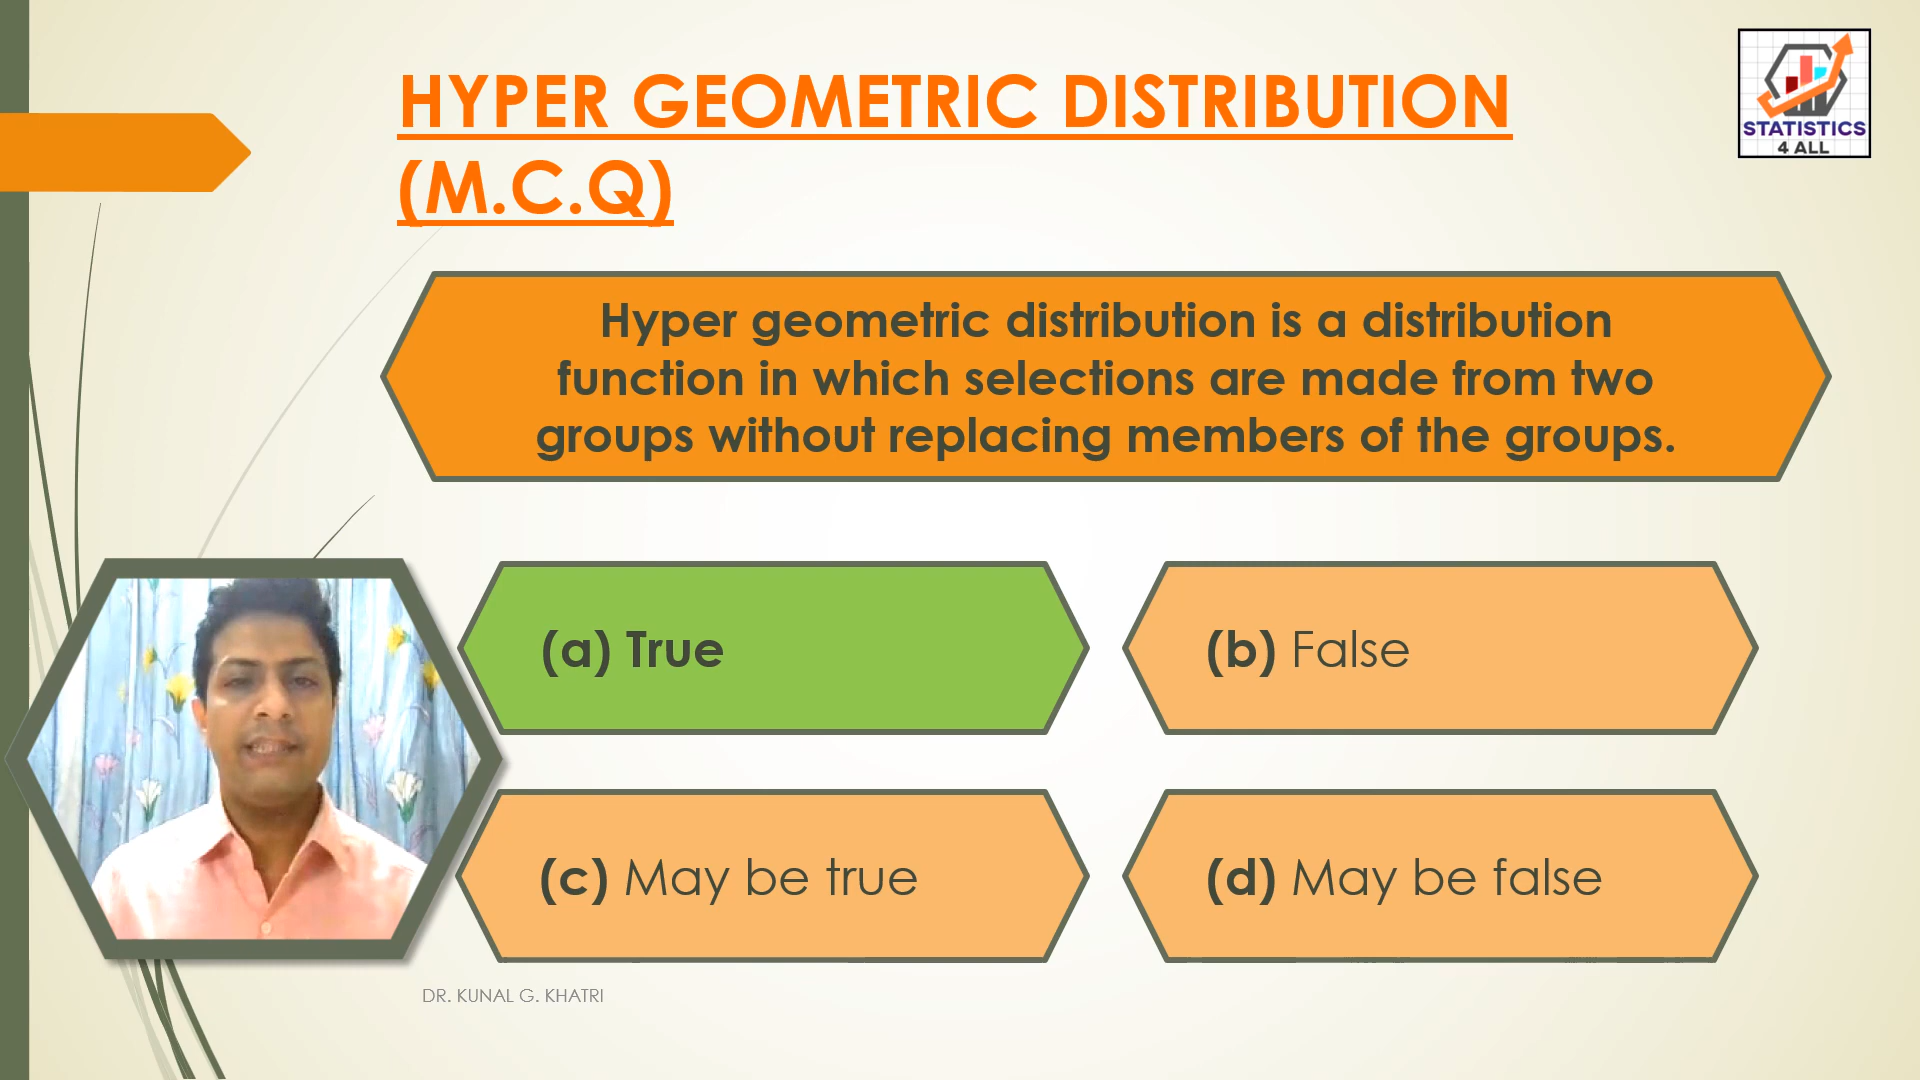 HYPER GEOMETRIC DISTRIBUTION
(M.C.Q)
STATISTICS
4 ALL
Hyper geometric distribution is a distribution
function in which selections are made from two
groups without replacing members of the groups.
(a) True
(b) False
(c) May be true
(d) May be false
DR. KUNAL G. KHATRI